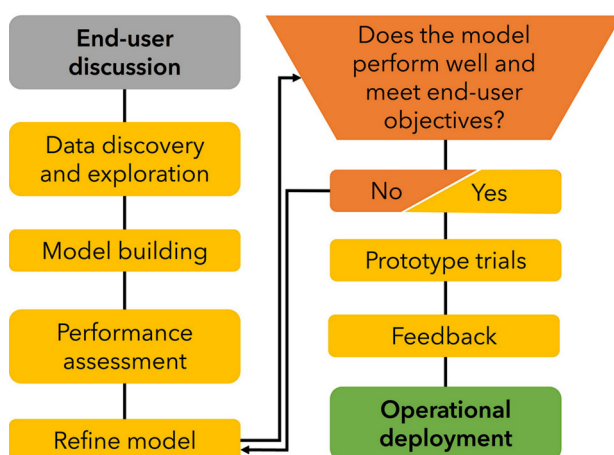 End-user
discussion
Data discovery
and exploration
Model building
Performance
assessment
Refine model
Does the model
perform well and
meet end-user
objectives?
No
Yes
Prototype trials
Feedback
Operational
deployment